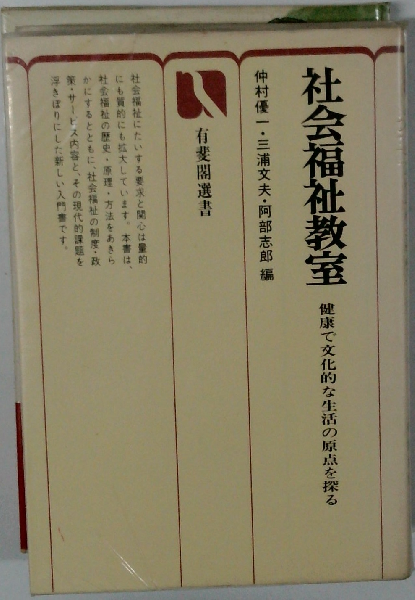 社会福祉教室
健康で文化的な生活の原点を探る
仲村優一・三浦文夫・阿部志郎 編
有斐閣選書
社会福祉にたいする要求と関心は量的
にも質的にも拡大しています。本書は、
社会福祉の歴史・原理・方法をあきら
かにするとともに、社会福祉の制度・政
策・サービス内容と、その現代的課題を
浮きぼりにした新しい入門書です。